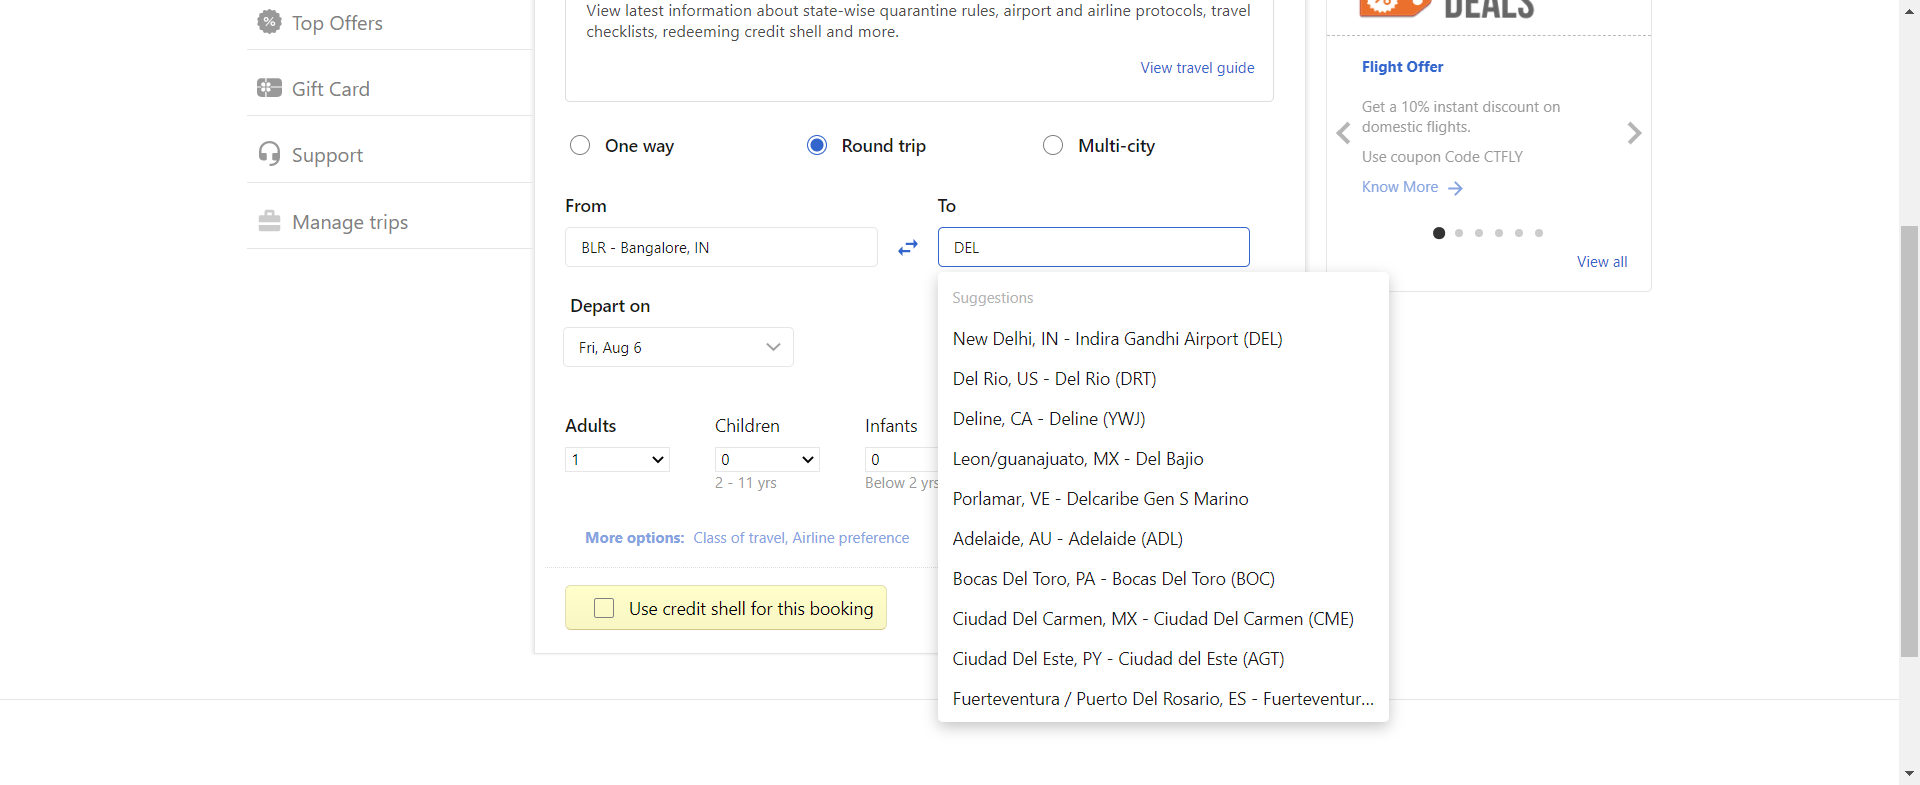 Top Offers
Gift Card
Support
Manage trips
View latest information about state-wise quarantine rules, airport and airline protocols, travel
checklists, redeeming credit shell and more.
View travel guide
One way
Round trip
Multi-city
From
To
BLR - Bangalore, IN
DEL
Suggestions
New Delhi, IN - Indira Gandhi Airport (DEL)
Del Rio, US - Del Rio (DRT)
Deline, CA - Deline (YWJ)
Leon/guanajuato, MX - Del Bajio
Porlamar, VE - Delcaribe Gen S Marino
Adelaide, AU - Adelaide (ADL)
Bocas Del Toro, PA - Bocas Del Toro (BOC)
Ciudad Del Carmen, MX - Ciudad Del Carmen (CME)
Ciudad Del Este, PY - Ciudad del Este (AGT)
Fuerteventura / Puerto Del Rosario, ES - Fuerteventur...
Depart on
Fri, Aug 6
Adults
Children
Infants
1
0
0
2 - 11 yrs
Below 2 yrs
More options: Class of travel, Airline preference
Use credit shell for this booking
DEALS
Flight Offer
Get a 10% instant discount on
domestic flights.
Use coupon Code CTFLY
Know More
View all